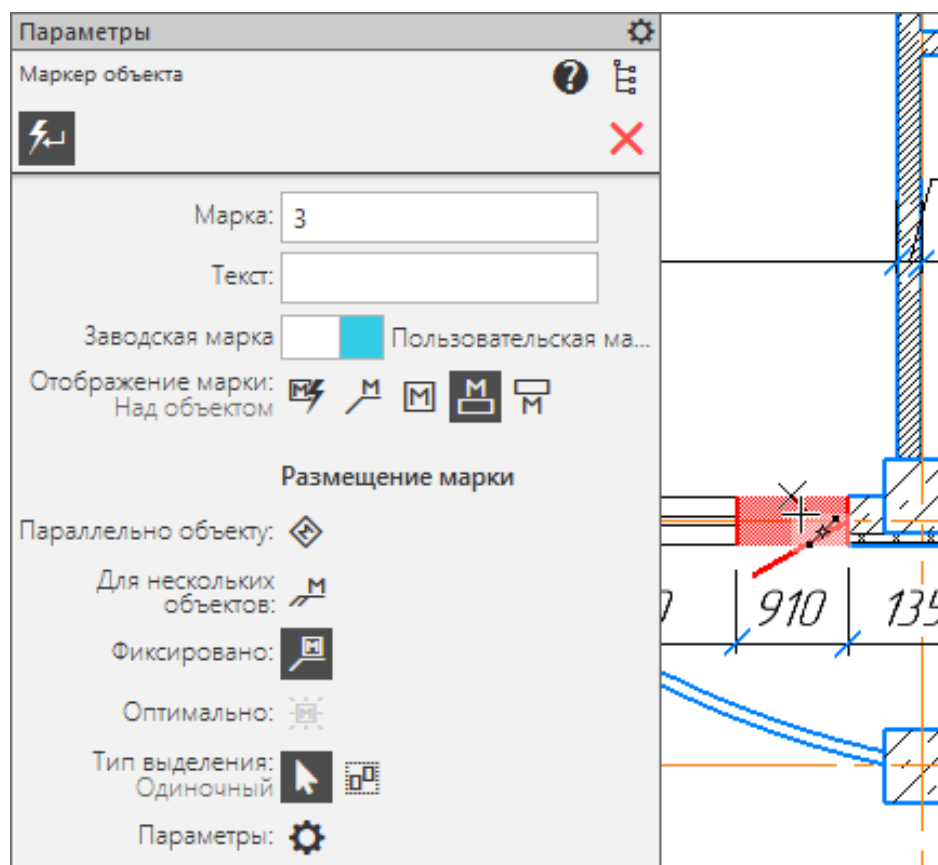 Параметры
Маркер объекта
Марка: 3
Текст:
Заводская марка Пользовательская ма...
Отображение марки:
Над объектом
Размещение марки
Параллельно объекту:
Для нескольких
объектов:
Фиксировано:
Оптимально:
Тип выделения:
Одиночный
Параметры:
910 135